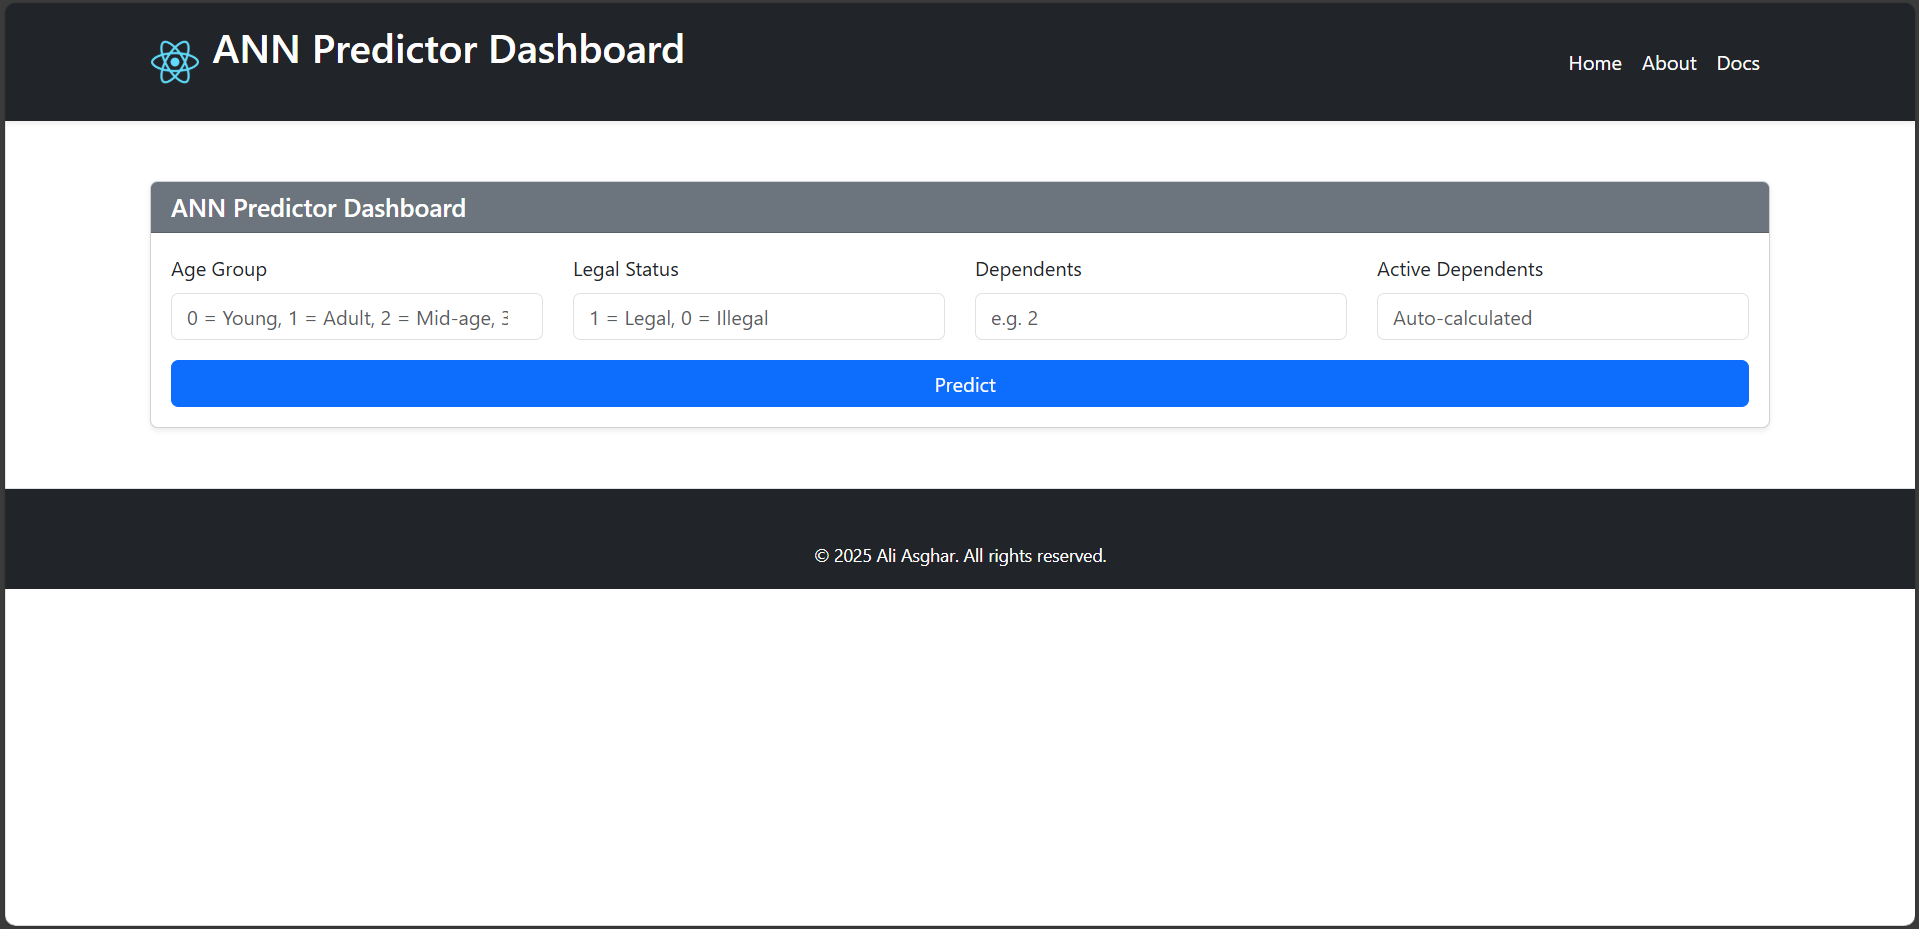 ANN Predictor Dashboard
Home About Docs
ANN Predictor Dashboard
Age Group Legal Status Dependents Active Dependents
0 = Young, 1 = Adult, 2 = Mid-age, 3 1 = Legal, 0 = Illegal e.g. 2 Auto-calculated
Predict
© 2025 Ali Asghar. All rights reserved.